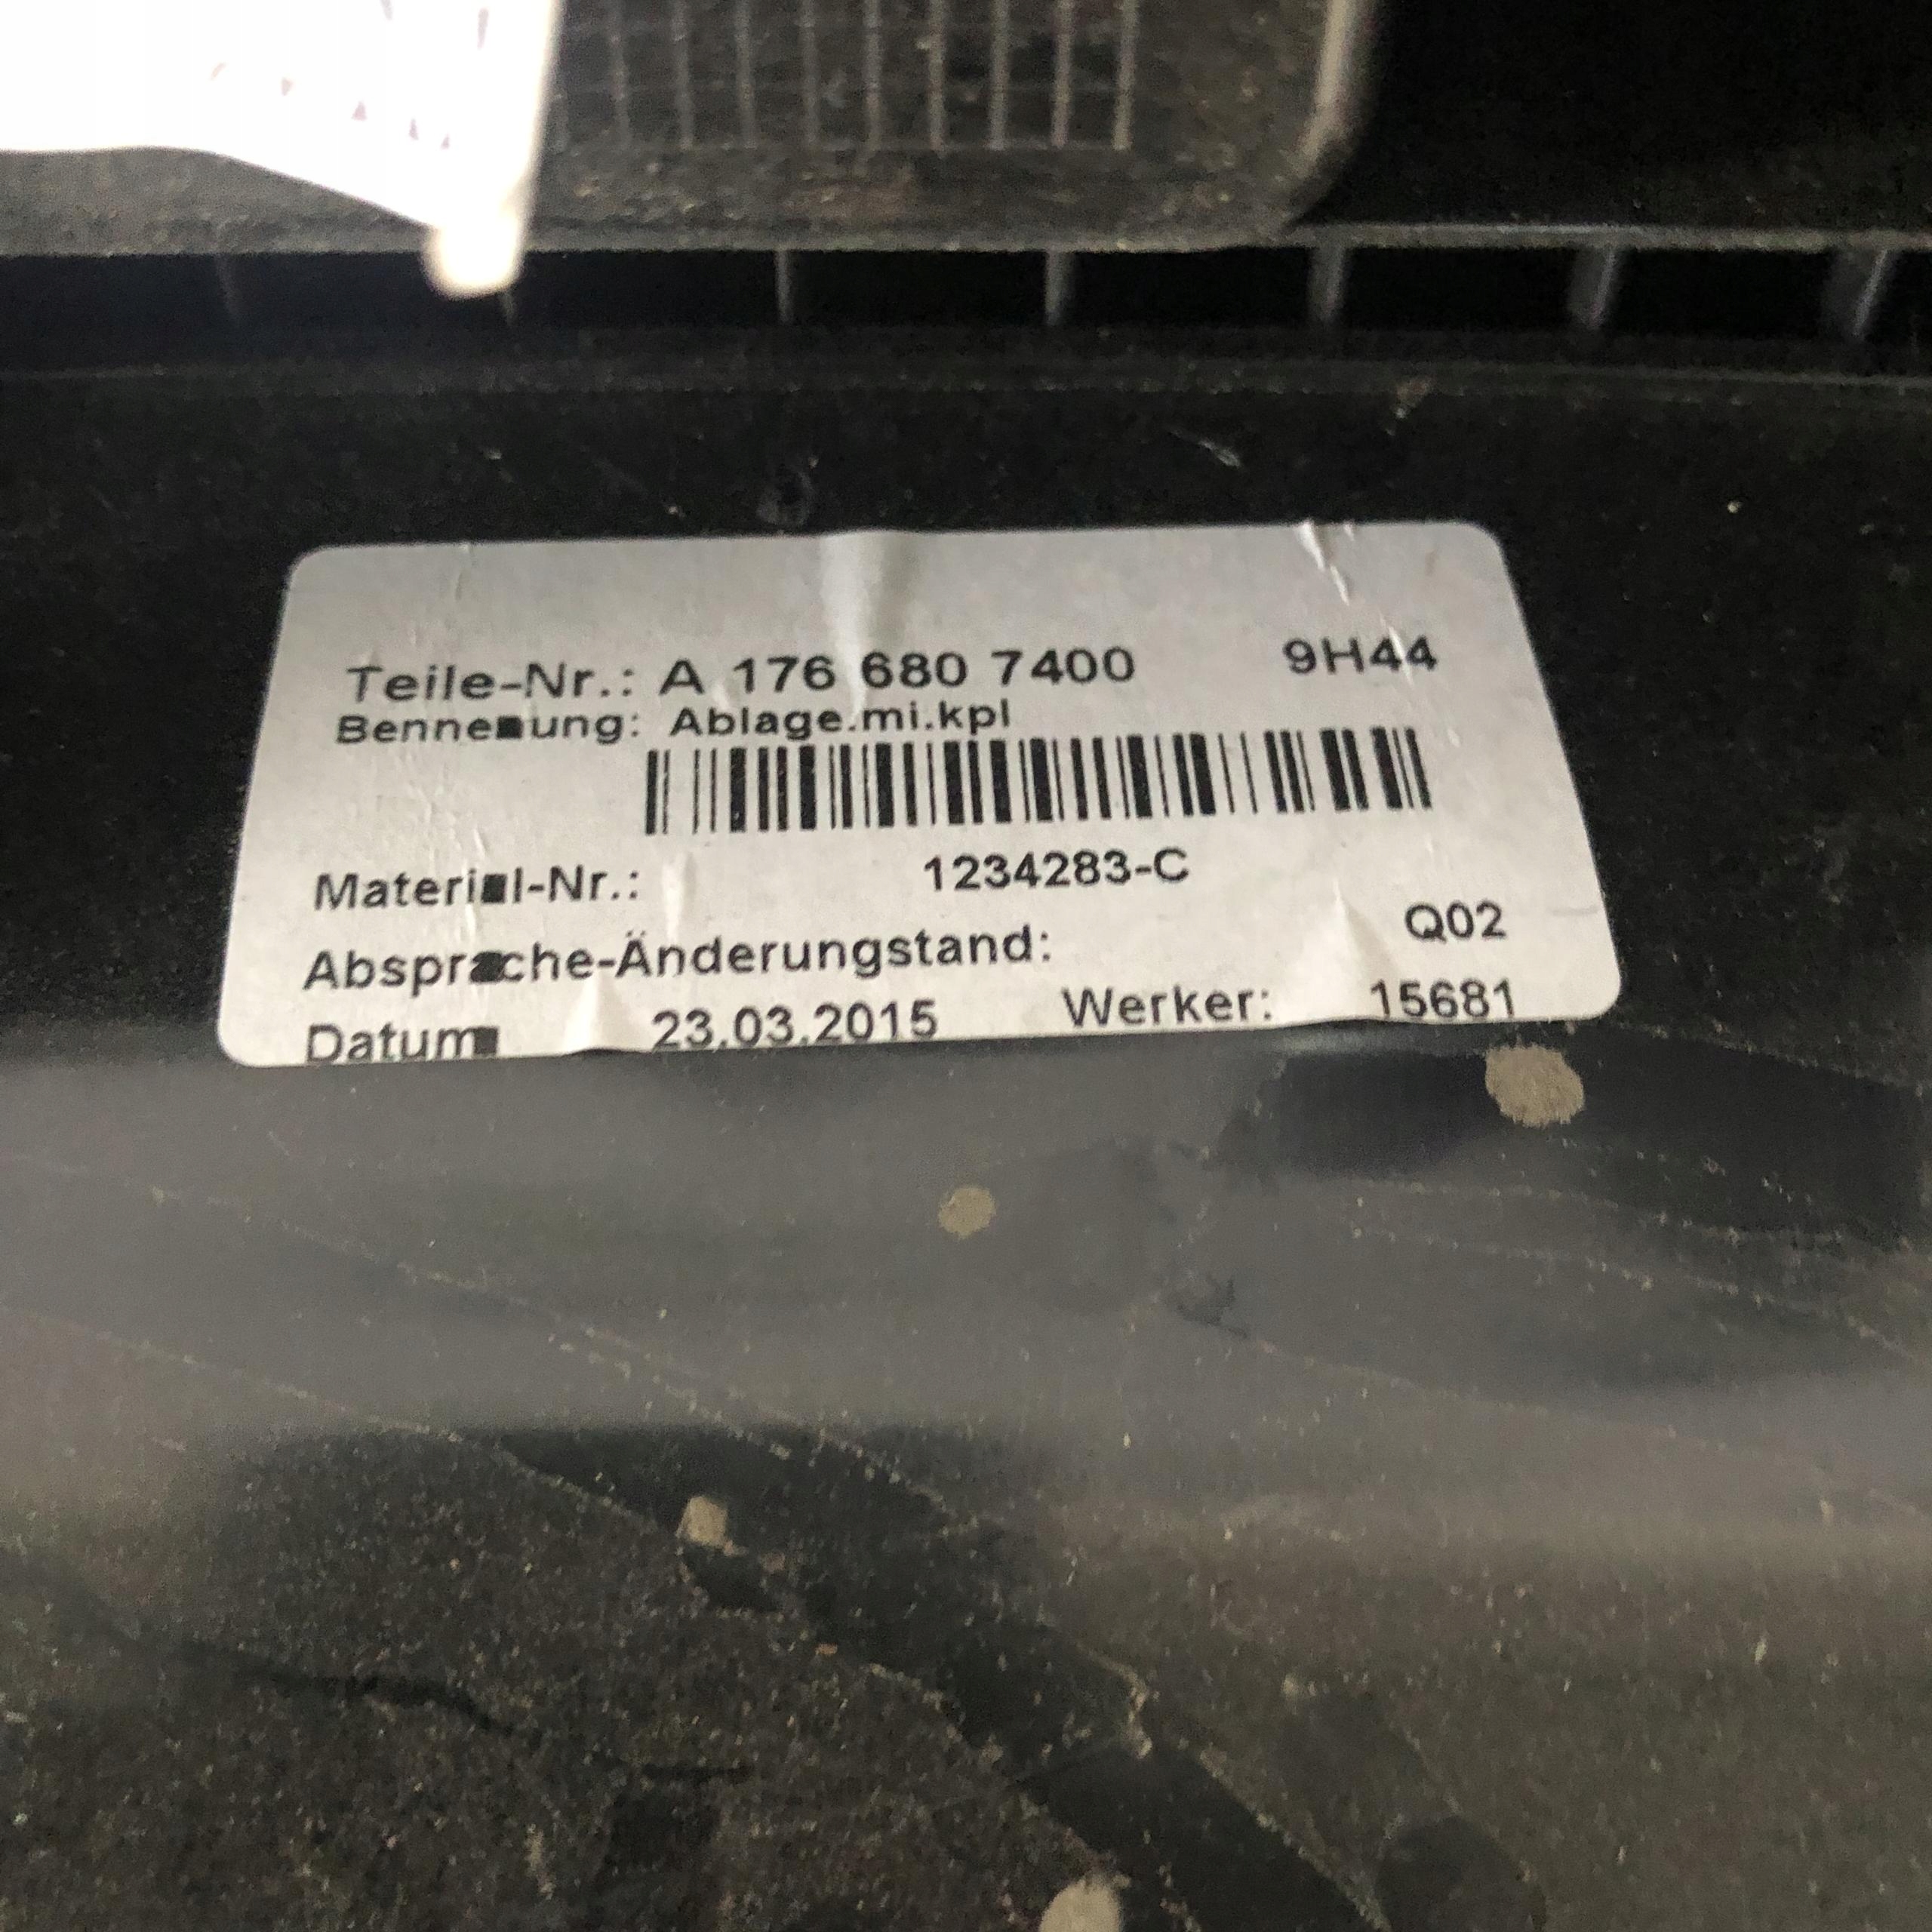 Teile-Nr.: A 176 680 7400 9H44
Bennenung: Ablage.mi.kpl
Material-Nr.: 1234283-C
Absprache-Änderungstand: Q02
Datum 23.03.2015 Werker: 15681